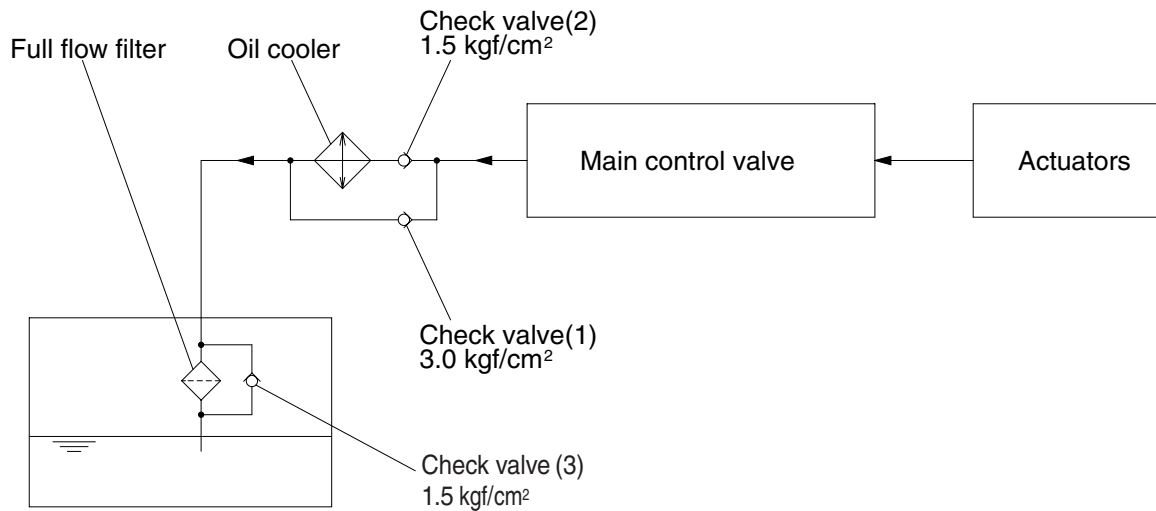 Check valve(2)
1.5 kgf/cm²
Full flow filter
Oil cooler
Main control valve
Actuators
Check valve(1)
3.0 kgf/cm²
Check valve (3)
1.5 kgf/cm²